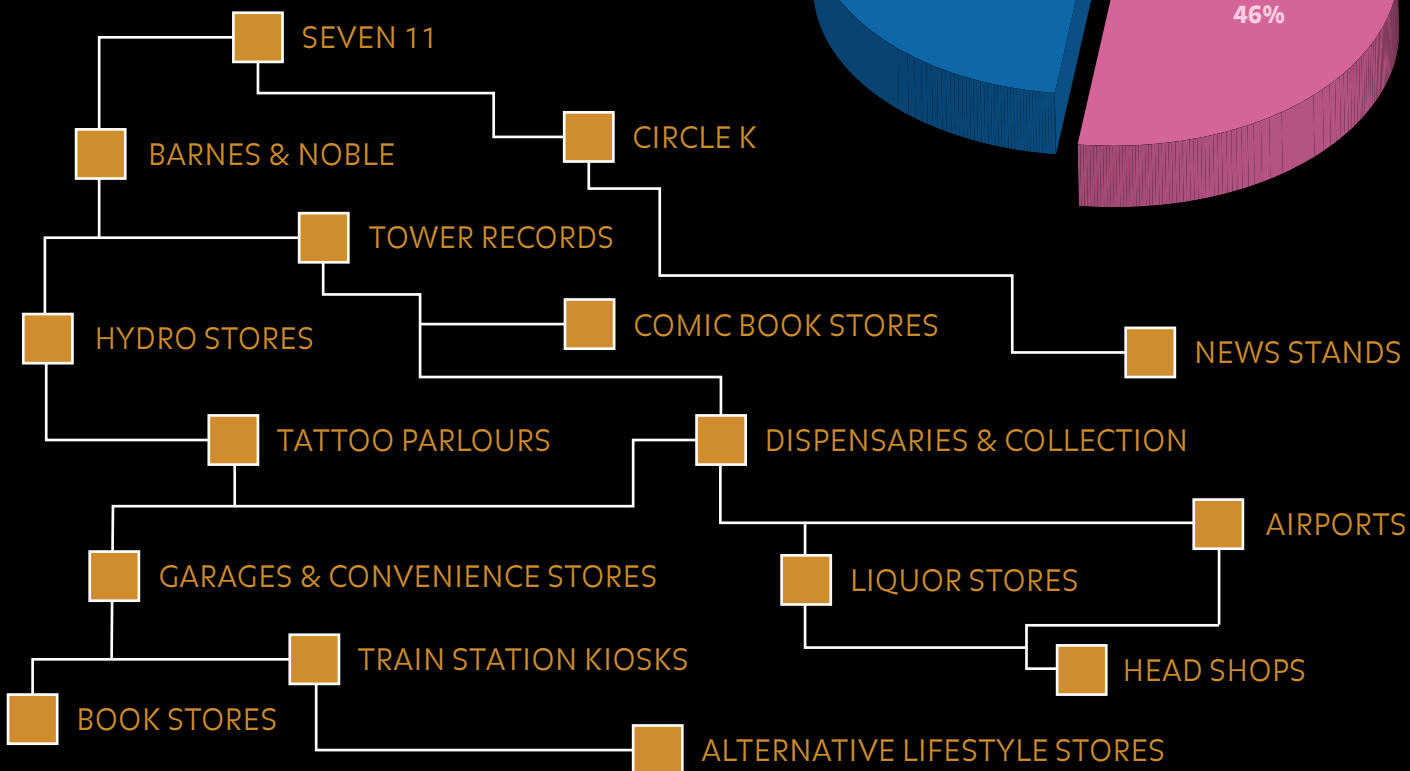 46%
SEVEN 11
CIRCLE K
BARNES & NOBLE
TOWER RECORDS
COMIC BOOK STORES
HYDRO STORES
NEWS STANDS
TATTOO PARLOURS
DISPENSARIES & COLLECTION
AIRPORTS
GARAGES & CONVENIENCE STORES
LIQUOR STORES
TRAIN STATION KIOSKS
HEAD SHOPS
BOOK STORES
ALTERNATIVE LIFESTYLE STORES